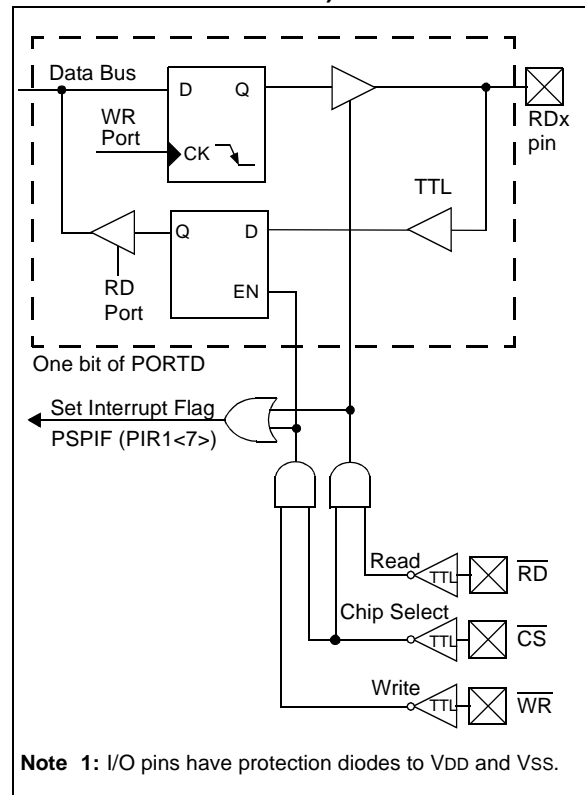 Data Bus
D Q
WR
Port
CK
RDx
pin
TTL
Q D
RD
Port
EN
One bit of PORTD
Set Interrupt Flag
PSPIF (PIR1<7>)
Read
TTL
RD
Chip Select
TTL
CS
Write
TTL
WR
Note 1: I/O pins have protection diodes to VDD and VSS.